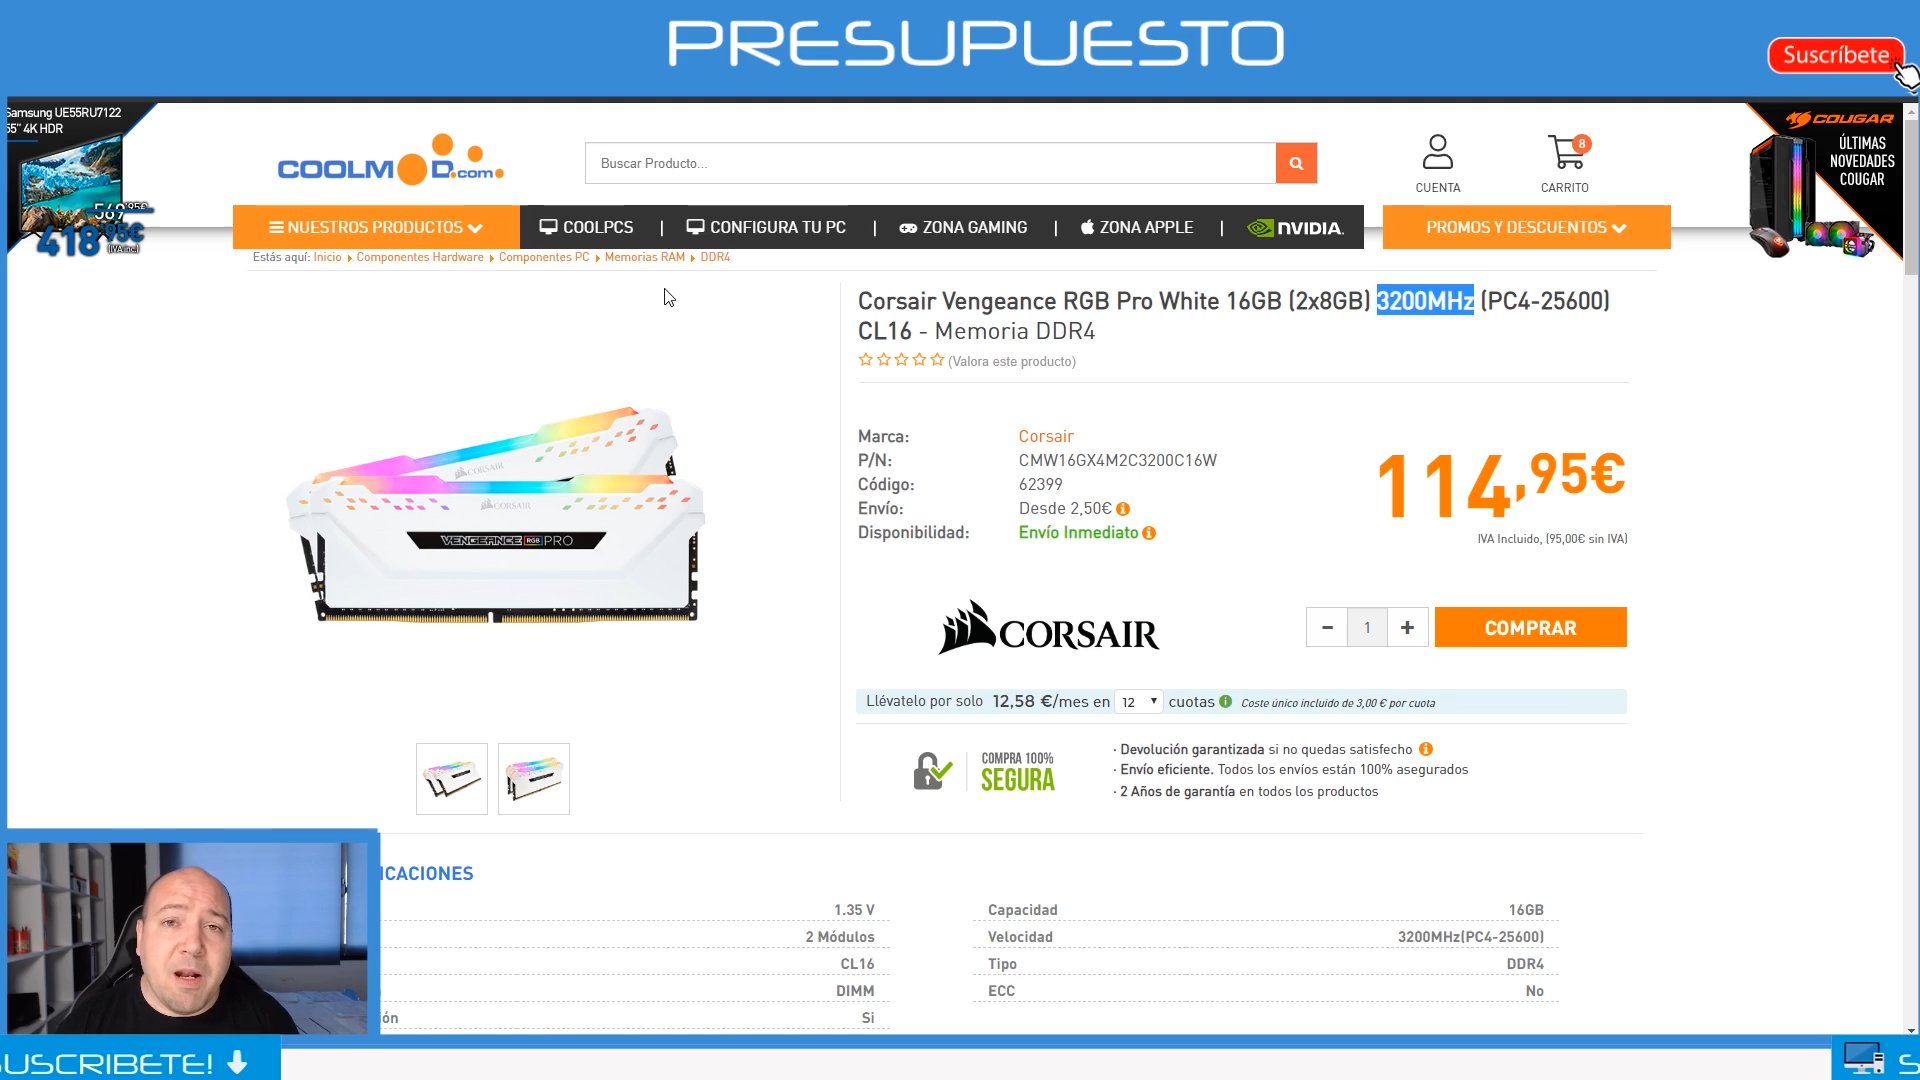 PRESUPUESTO
Suscríbete
Samsung UE55RU7122
55" 4K HDR
569,95€
418,95€
(IVA inc.)
COOLMOD.com
Buscar Producto...
CUENTA
8
CARRITO
COUGAR
ÚLTIMAS
NOVEDADES
COUGAR
NUESTROS PRODUCTOS
COOLPCS | CONFIGURA TU PC | ZONA GAMING | ZONA APPLE | NVIDIA.
PROMOS Y DESCUENTOS
Estás aquí: Inicio Componentes Hardware Componentes PC Memorias RAM DDR4
Corsair Vengeance RGB Pro White 16GB (2x8GB) 3200MHz (PC4-25600)
CL16 - Memoria DDR4
(Valora este producto)
Marca: Corsair
P/N: CMW16GX4M2C3200C16W
Código: 62399
Envío: Desde 2,50€
Disponibilidad: Envío Inmediato
114,95€
IVA Incluido, (95,00€ sin IVA)
CORSAIR
CORSAIR
VENGEANCE RGB PRO
CORSAIR
- 1 +
COMPRAR
Llévatelo por solo 12,58 €/mes en 12 cuotas Coste único incluido de 3,00 € por cuota
COMPRA 100%
SEGURA
· Devolución garantizada si no quedas satisfecho
· Envío eficiente. Todos los envíos están 100% asegurados
· 2 Años de garantía en todos los productos
ICACIONES
1.35 V
2 Módulos
CL16
DIMM
ón Si
Capacidad 16GB
Velocidad 3200MHz(PC4-25600)
Tipo DDR4
ECC No
USCRIBETE!
S